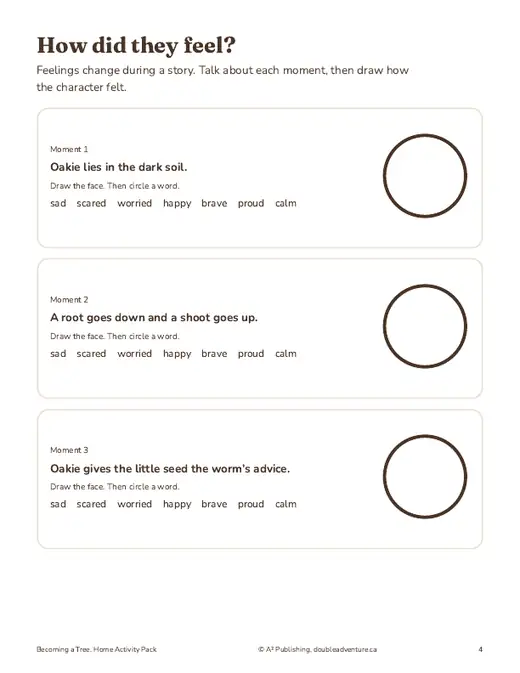 How did they feel?
Feelings change during a story. Talk about each moment, then draw how
the character felt.
Moment 1
Oakie lies in the dark soil.
Draw the face. Then circle a word.
sad scared worried happy brave proud calm
Moment 2
A root goes down and a shoot goes up.
Draw the face. Then circle a word.
sad scared worried happy brave proud calm
Moment 3
Oakie gives the little seed the worm's advice.
Draw the face. Then circle a word.
sad scared worried happy brave proud calm
Becoming a Tree. Home Activity Pack © A² Publishing, doubleadventure.ca 4